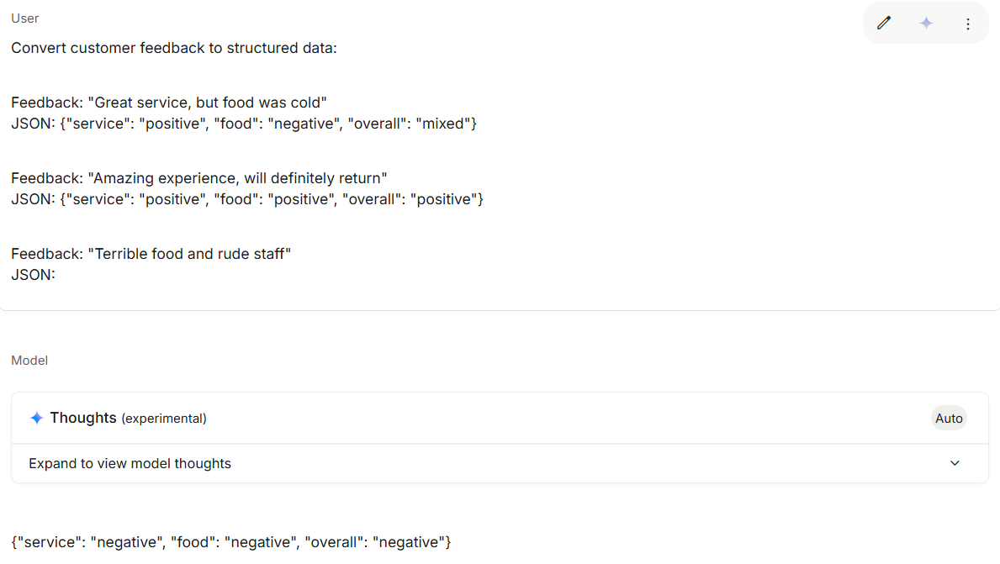 User
Convert customer feedback to structured data:
Feedback: "Great service, but food was cold"
JSON: {"service": "positive", "food": "negative", "overall": "mixed"}
Feedback: "Amazing experience, will definitely return"
JSON: {"service": "positive", "food": "positive", "overall": "positive"}
Feedback: "Terrible food and rude staff"
JSON:
Model
Thoughts (experimental) Auto
Expand to view model thoughts
{"service": "negative", "food": "negative", "overall": "negative"}